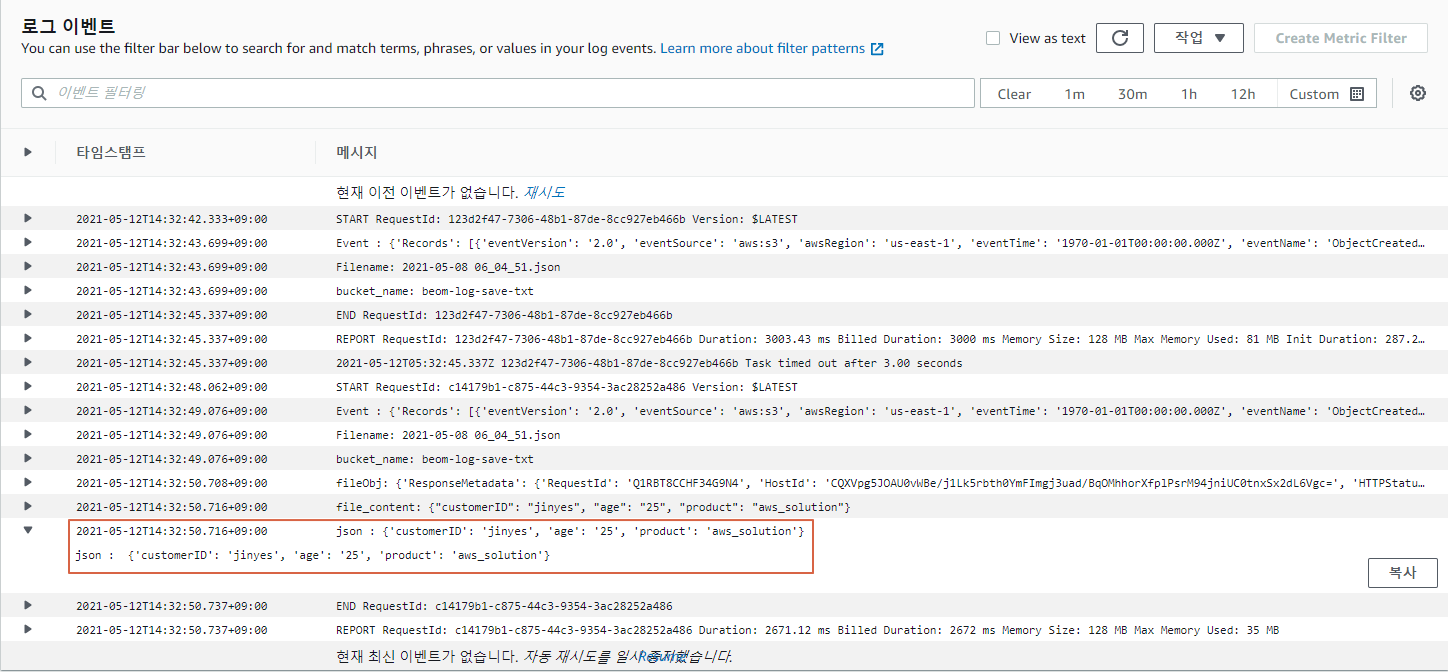 로그 이벤트
You can use the filter bar below to search for and match terms, phrases, or values in your log events. Learn more about filter patterns
View as text
작업
Create Metric Filter
이벤트 필터링
Clear 1m 30m 1h 12h Custom
타임스탬프 메시지
현재 이전 이벤트가 없습니다. 재시도
2021-05-12T14:32:42.333+09:00 START RequestId: 123d2f47-7306-48b1-87de-8cc927eb466b Version: $LATEST
2021-05-12T14:32:43.699+09:00 Event : {'Records': [{'eventVersion': '2.0', 'eventSource': 'aws:s3', 'awsRegion': 'us-east-1', 'eventTime': '1970-01-01T00:00:00.000Z', 'eventName': 'ObjectCreated…
2021-05-12T14:32:43.699+09:00 Filename: 2021-05-08 06_04_51.json
2021-05-12T14:32:43.699+09:00 bucket_name: beom-log-save-txt
2021-05-12T14:32:45.337+09:00 END RequestId: 123d2f47-7306-48b1-87de-8cc927eb466b
2021-05-12T14:32:45.337+09:00 REPORT RequestId: 123d2f47-7306-48b1-87de-8cc927eb466b Duration: 3003.43 ms Billed Duration: 3000 ms Memory Size: 128 MB Max Memory Used: 81 MB Init Duration: 287.2…
2021-05-12T14:32:45.337+09:00 2021-05-12T05:32:45.337Z 123d2f47-7306-48b1-87de-8cc927eb466b Task timed out after 3.00 seconds
2021-05-12T14:32:48.062+09:00 START RequestId: c14179b1-c875-44c3-9354-3ac28252a486 Version: $LATEST
2021-05-12T14:32:49.076+09:00 Event : {'Records': [{'eventVersion': '2.0', 'eventSource': 'aws:s3', 'awsRegion': 'us-east-1', 'eventTime': '1970-01-01T00:00:00.000Z', 'eventName': 'ObjectCreated…
2021-05-12T14:32:49.076+09:00 Filename: 2021-05-08 06_04_51.json
2021-05-12T14:32:49.076+09:00 bucket_name: beom-log-save-txt
2021-05-12T14:32:50.708+09:00 fileObj: {'ResponseMetadata': {'RequestId': 'Q1RBT8CCHF34G9N4', 'HostId': 'CQXVpg5JOAU0vWBe/j1Lk5rbth0YmFImgj3uad/BqOMhhorXfplPsrM94jniUC0tnxSx2dL6Vgc=', 'HTTPStatu…
2021-05-12T14:32:50.716+09:00 file_content: {"customerID": "jinyes", "age": "25", "product": "aws_solution"}
2021-05-12T14:32:50.716+09:00 json : {'customerID': 'jinyes', 'age': '25', 'product': 'aws_solution'}
json : {'customerID': 'jinyes', 'age': '25', 'product': 'aws_solution'}
복사
2021-05-12T14:32:50.737+09:00 END RequestId: c14179b1-c875-44c3-9354-3ac28252a486
2021-05-12T14:32:50.737+09:00 REPORT RequestId: c14179b1-c875-44c3-9354-3ac28252a486 Duration: 2671.12 ms Billed Duration: 2672 ms Memory Size: 128 MB Max Memory Used: 35 MB
현재 최신 이벤트가 없습니다. 자동 재시도를 일시 중지했습니다.